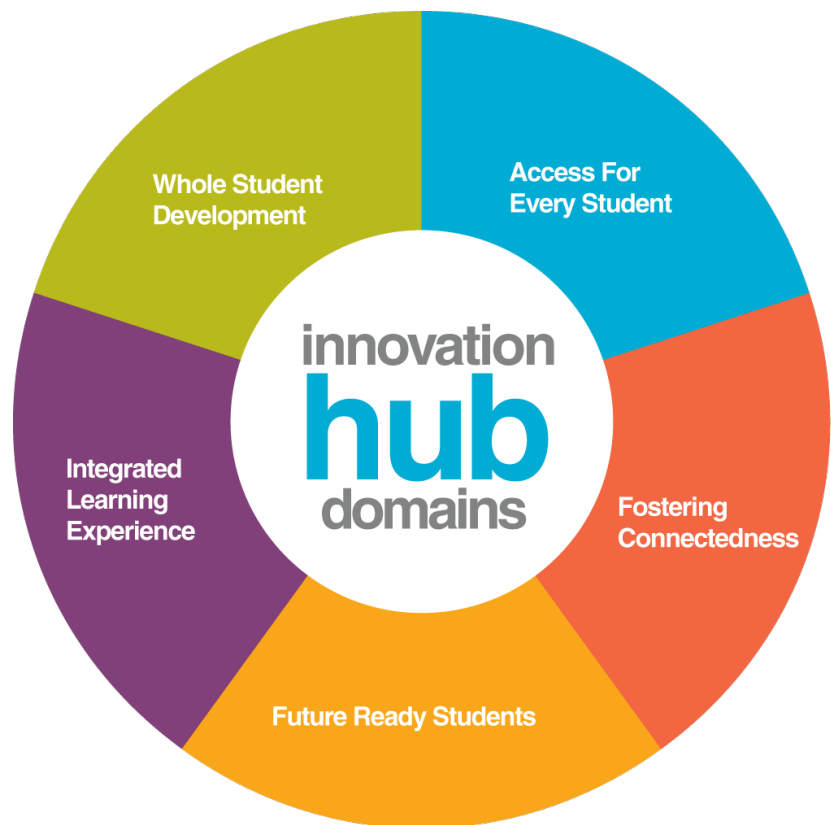 Whole Student
Development
Access For
Every Student
innovation
hub
domains
Integrated
Learning
Experience
Fostering
Connectedness
Future Ready Students